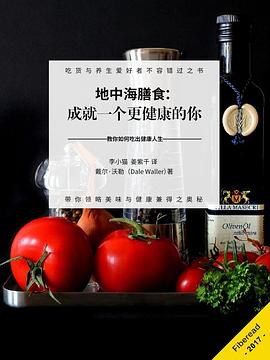 吃货与养生爱好者不容错过之书
地中海膳食：
成就一个更健康的你
教你如何吃出健康人生
李小猫 姜紫千 译
戴尔·沃勒（Dale Waller）著
带你领略美味与健康兼得之奥秘
OlivenÖl
Fiberead
- 2017 -